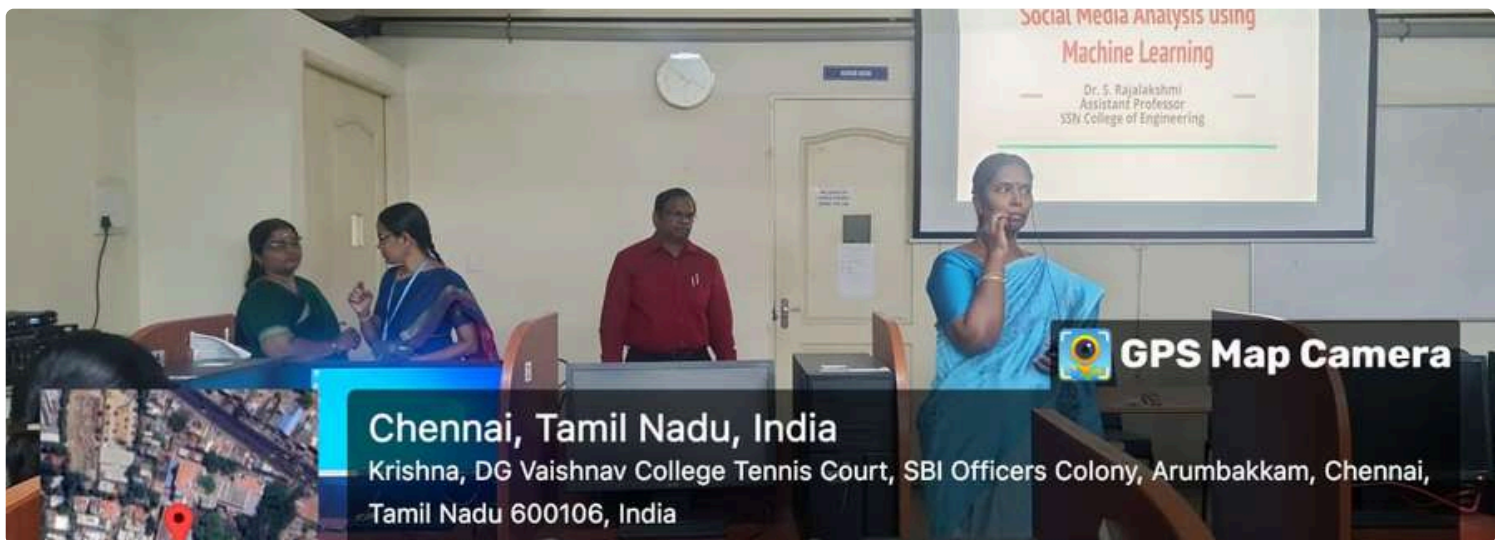 Social Media Analysis using
Machine Learning
Dr. S. Rajalakshmi
Assistant Professor
SSN College of Engineering
GPS Map Camera
Chennai, Tamil Nadu, India
Krishna, DG Vaishnav College Tennis Court, SBI Officers Colony, Arumbakkam, Chennai,
Tamil Nadu 600106, India